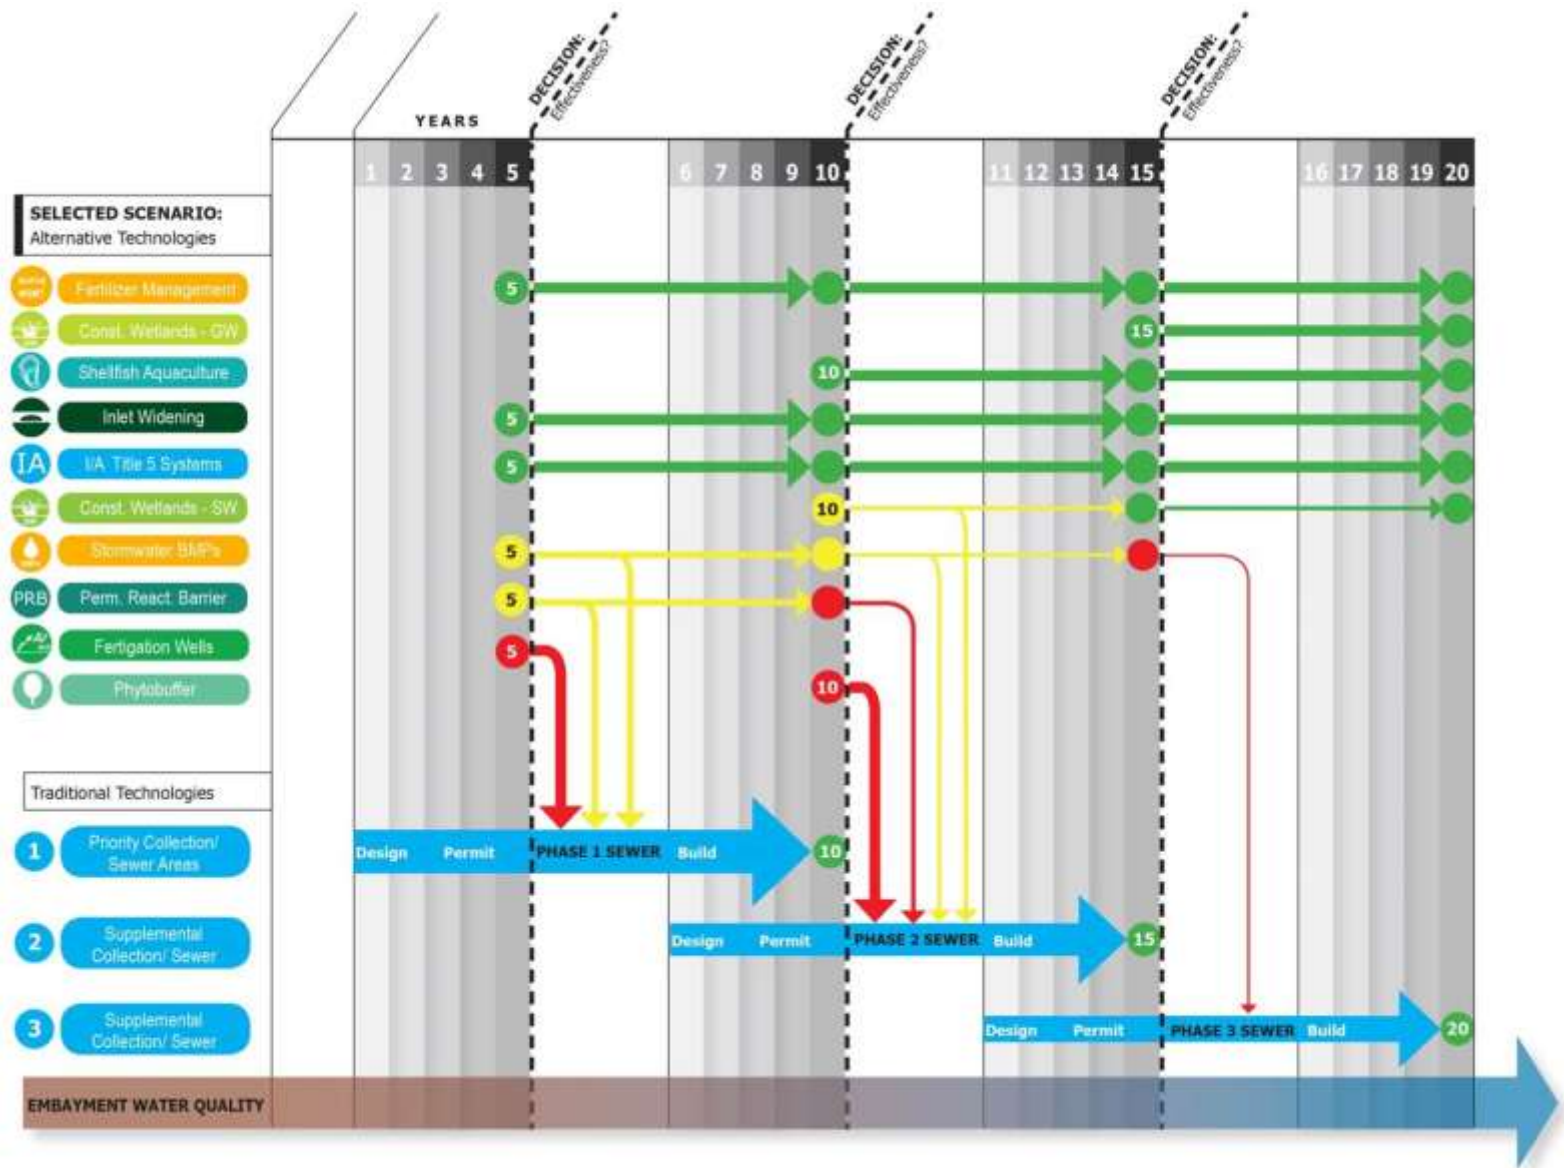 DECISION:
Effectiveness?
DECISION:
Effectiveness?
DECISION:
Effectiveness?
YEARS
1 2 3 4 5 6 7 8 9 10 11 12 13 14 15 16 17 18 19 20
SELECTED SCENARIO:
Alternative Technologies
Fertilizer Management
5
Const. Wetlands - GW
15
Shellfish Aquaculture
10
Inlet Widening
5
IA
I/A Title 5 Systems
5
Const. Wetlands - SW
10
Stormwater BMPs
5
PRB
Perm. React. Barrier
5
Fertigation Wells
5
Phytobuffer
10
Traditional Technologies
1
Priority Collection/
Sewer Areas
Design Permit PHASE 1 SEWER Build 10
2
Supplemental
Collection/ Sewer
Design Permit PHASE 2 SEWER Build 15
3
Supplemental
Collection/ Sewer
Design Permit PHASE 3 SEWER Build 20
EMBAYMENT WATER QUALITY